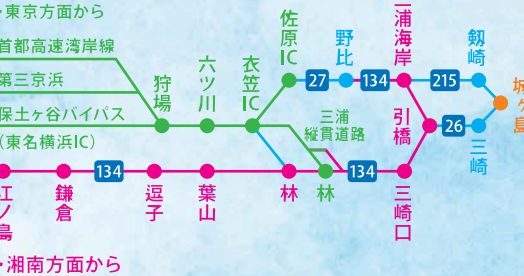 ・東京方面から
首都高速湾岸線
第三京浜
保土ヶ谷バイパス
(東名横浜IC)
狩場
六ツ川
衣笠IC
佐原IC
27
野比
134
三浦海岸
215
剱崎
城ヶ島
引橋
26
三崎
三浦
縦貫道路
江ノ島
鎌倉
134
逗子
葉山
林
林
134
三崎口
・湘南方面から